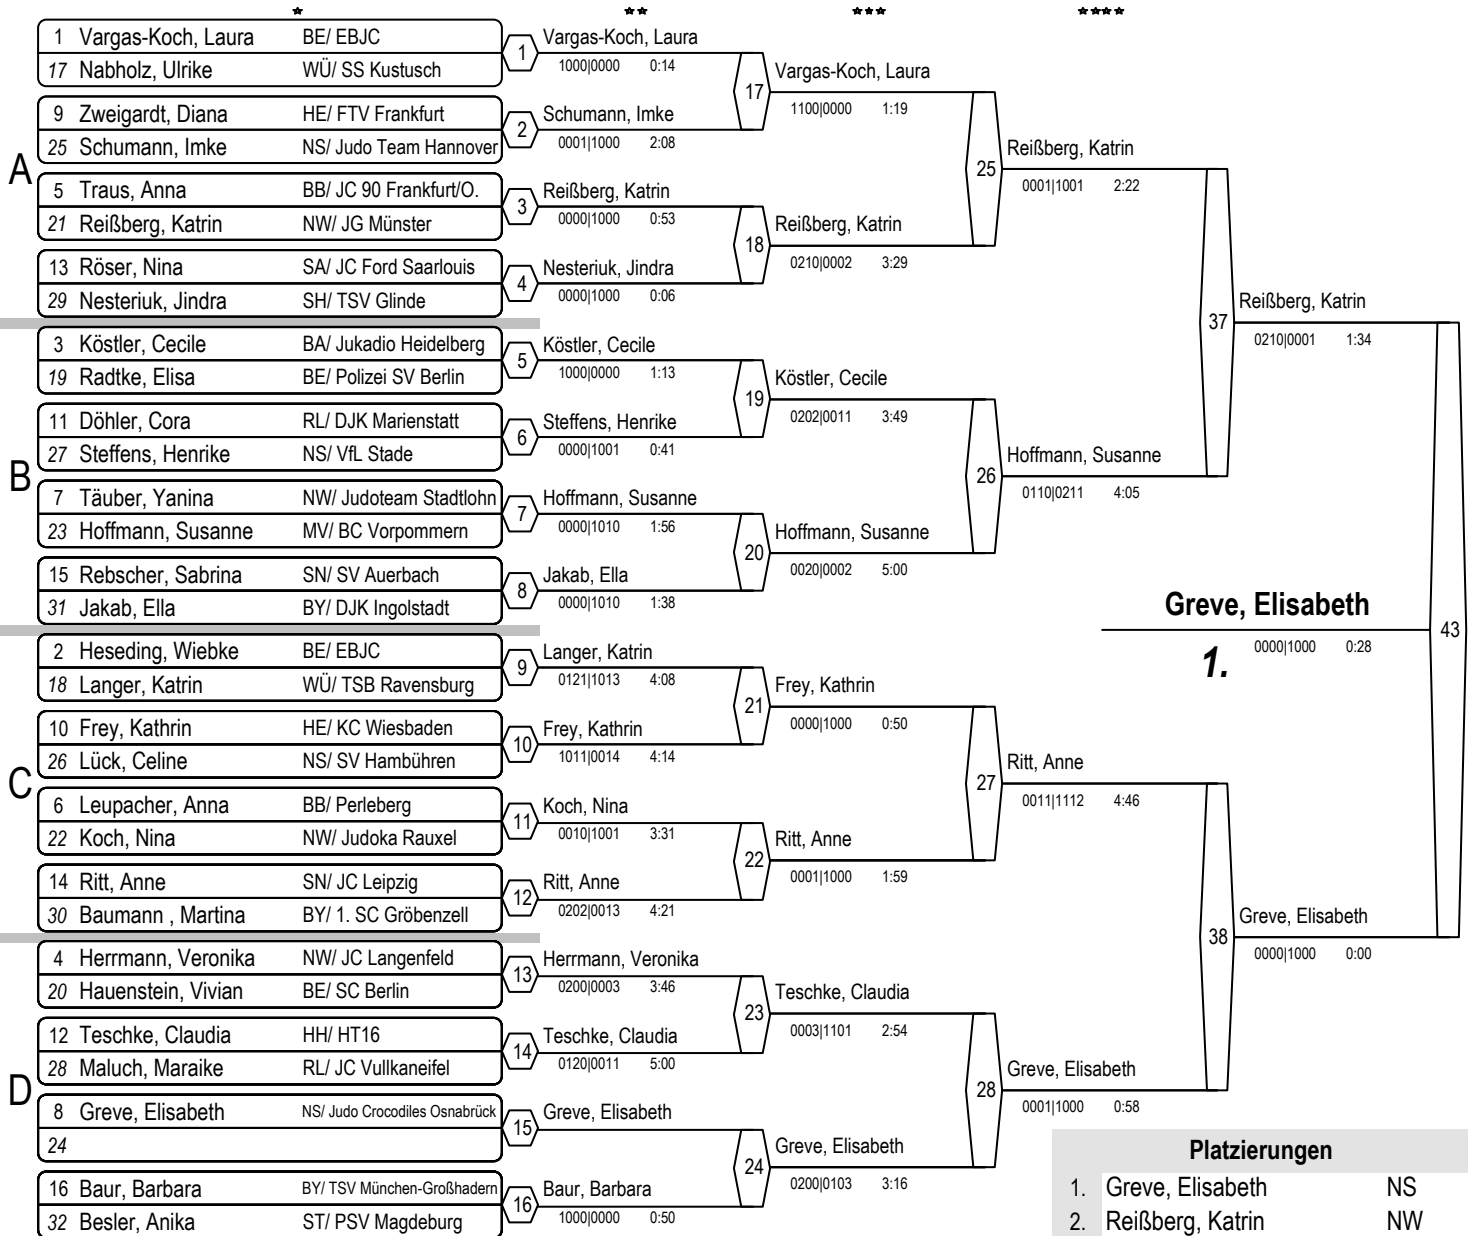 1 Vargas-Koch, Laura BE/ EBJC
17 Nabholz, Ulrike WÜ/ SS Kustusch
9 Zweigardt, Diana HE/ FTV Frankfurt
25 Schumann, Imke NS/ Judo Team Hannover
A
5 Traus, Anna BB/ JC 90 Frankfurt/O.
21 Reißberg, Katrin NW/ JG Münster
13 Röser, Nina SA/ JC Ford Saarlouis
29 Nesteriuk, Jindra SH/ TSV Glinde
3 Köstler, Cecile BA/ Jukadio Heidelberg
19 Radtke, Elisa BE/ Polizei SV Berlin
11 Döhler, Cora RL/ DJK Marienstatt
27 Steffens, Henrike NS/ VfL Stade
B
7 Täuber, Yanina NW/ Judoteam Stadtlohn
23 Hoffmann, Susanne MV/ BC Vorpommern
15 Rebscher, Sabrina SN/ SV Auerbach
31 Jakab, Ella BY/ DJK Ingolstadt
2 Heseding, Wiebke BE/ EBJC
18 Langer, Katrin WÜ/ TSB Ravensburg
10 Frey, Kathrin HE/ KC Wiesbaden
26 Lück, Celine NS/ SV Hambühren
C
6 Leupacher, Anna BB/ Perleberg
22 Koch, Nina NW/ Judoka Rauxel
14 Ritt, Anne SN/ JC Leipzig
30 Baumann , Martina BY/ 1. SC Gröbenzell
4 Herrmann, Veronika NW/ JC Langenfeld
20 Hauenstein, Vivian BE/ SC Berlin
12 Teschke, Claudia HH/ HT16
28 Maluch, Maraike RL/ JC Vullkaneifel
D
8 Greve, Elisabeth NS/ Judo Crocodiles Osnabrück
24
16 Baur, Barbara BY/ TSV München-Großhadern
32 Besler, Anika ST/ PSV Magdeburg
1 Vargas-Koch, Laura
1000|0000 0:14
2 Schumann, Imke
0001|1000 2:08
3 Reißberg, Katrin
0000|1000 0:53
4 Nesteriuk, Jindra
0000|1000 0:06
5 Köstler, Cecile
1000|0000 1:13
6 Steffens, Henrike
0000|1001 0:41
7 Hoffmann, Susanne
0000|1010 1:56
8 Jakab, Ella
0000|1010 1:38
9 Langer, Katrin
0121|1013 4:08
10 Frey, Kathrin
1011|0014 4:14
11 Koch, Nina
0010|1001 3:31
12 Ritt, Anne
0202|0013 4:21
13 Herrmann, Veronika
0200|0003 3:46
14 Teschke, Claudia
0120|0011 5:00
15 Greve, Elisabeth
16 Baur, Barbara
1000|0000 0:50
17 Vargas-Koch, Laura
1100|0000 1:19
18 Reißberg, Katrin
0210|0002 3:29
19 Köstler, Cecile
0202|0011 3:49
20 Hoffmann, Susanne
0020|0002 5:00
21 Frey, Kathrin
0000|1000 0:50
22 Ritt, Anne
0001|1000 1:59
23 Teschke, Claudia
0003|1101 2:54
24 Greve, Elisabeth
0200|0103 3:16
25 Reißberg, Katrin
0001|1001 2:22
26 Hoffmann, Susanne
0110|0211 4:05
27 Ritt, Anne
0011|1112 4:46
28 Greve, Elisabeth
0001|1000 0:58
37 Reißberg, Katrin
0210|0001 1:34
38 Greve, Elisabeth
0000|1000 0:00
Greve, Elisabeth
43
1. 0000|1000 0:28
Platzierungen
1. Greve, Elisabeth NS
2. Reißberg, Katrin NW